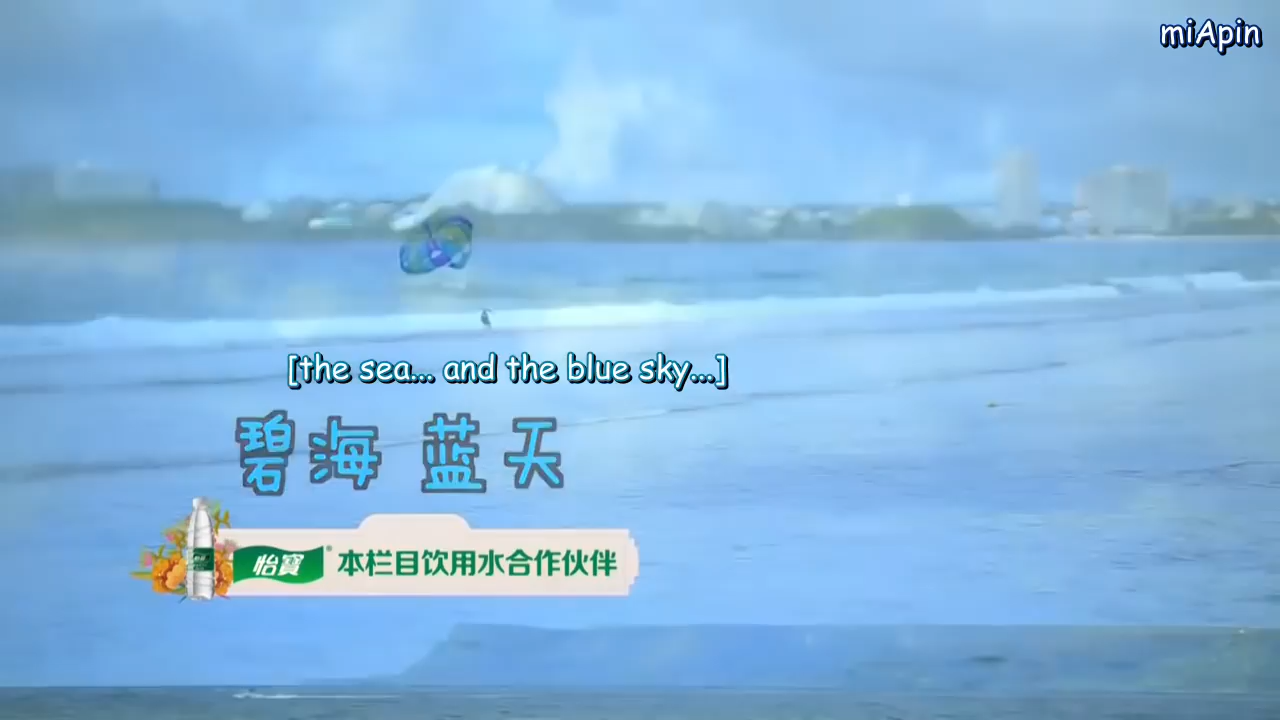 miApin
[the sea... and the blue sky...]
碧海 蓝天
怡寶® 本栏目饮用水合作伙伴